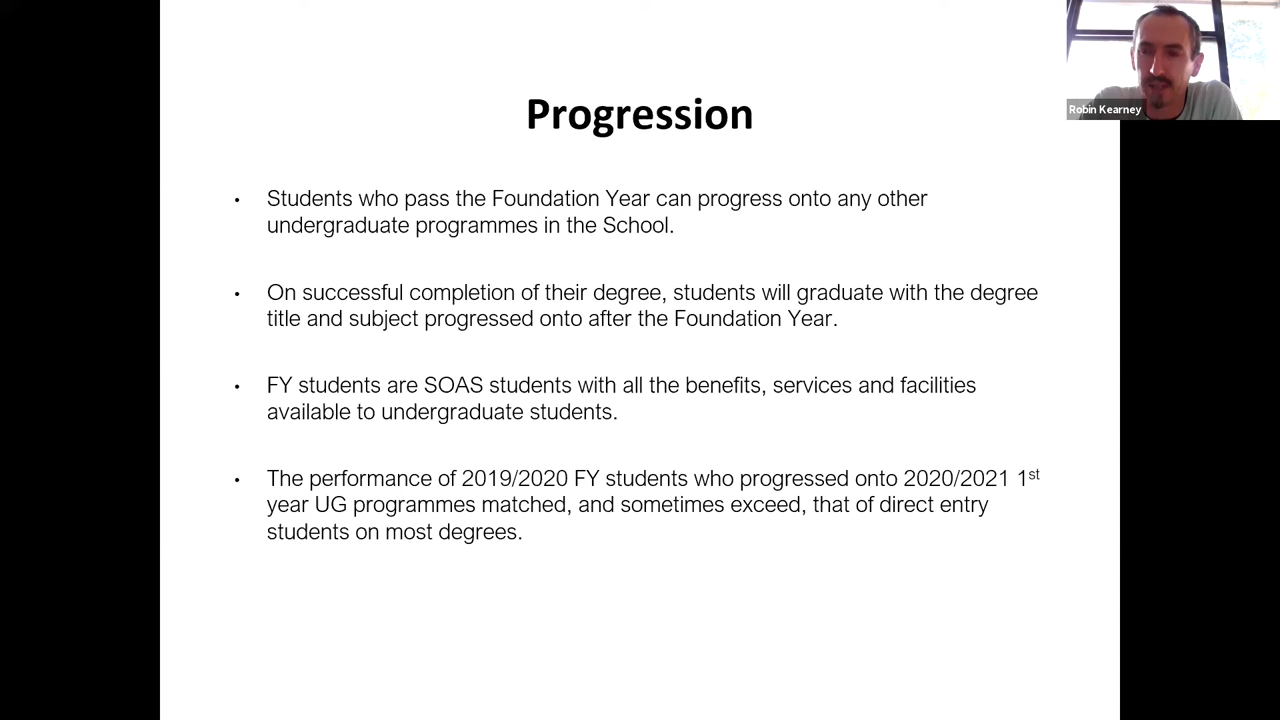 Robin Kearney
Progression
• Students who pass the Foundation Year can progress onto any other
undergraduate programmes in the School.
• On successful completion of their degree, students will graduate with the degree
title and subject progressed onto after the Foundation Year.
• FY students are SOAS students with all the benefits, services and facilities
available to undergraduate students.
• The performance of 2019/2020 FY students who progressed onto 2020/2021 1st
year UG programmes matched, and sometimes exceed, that of direct entry
students on most degrees.